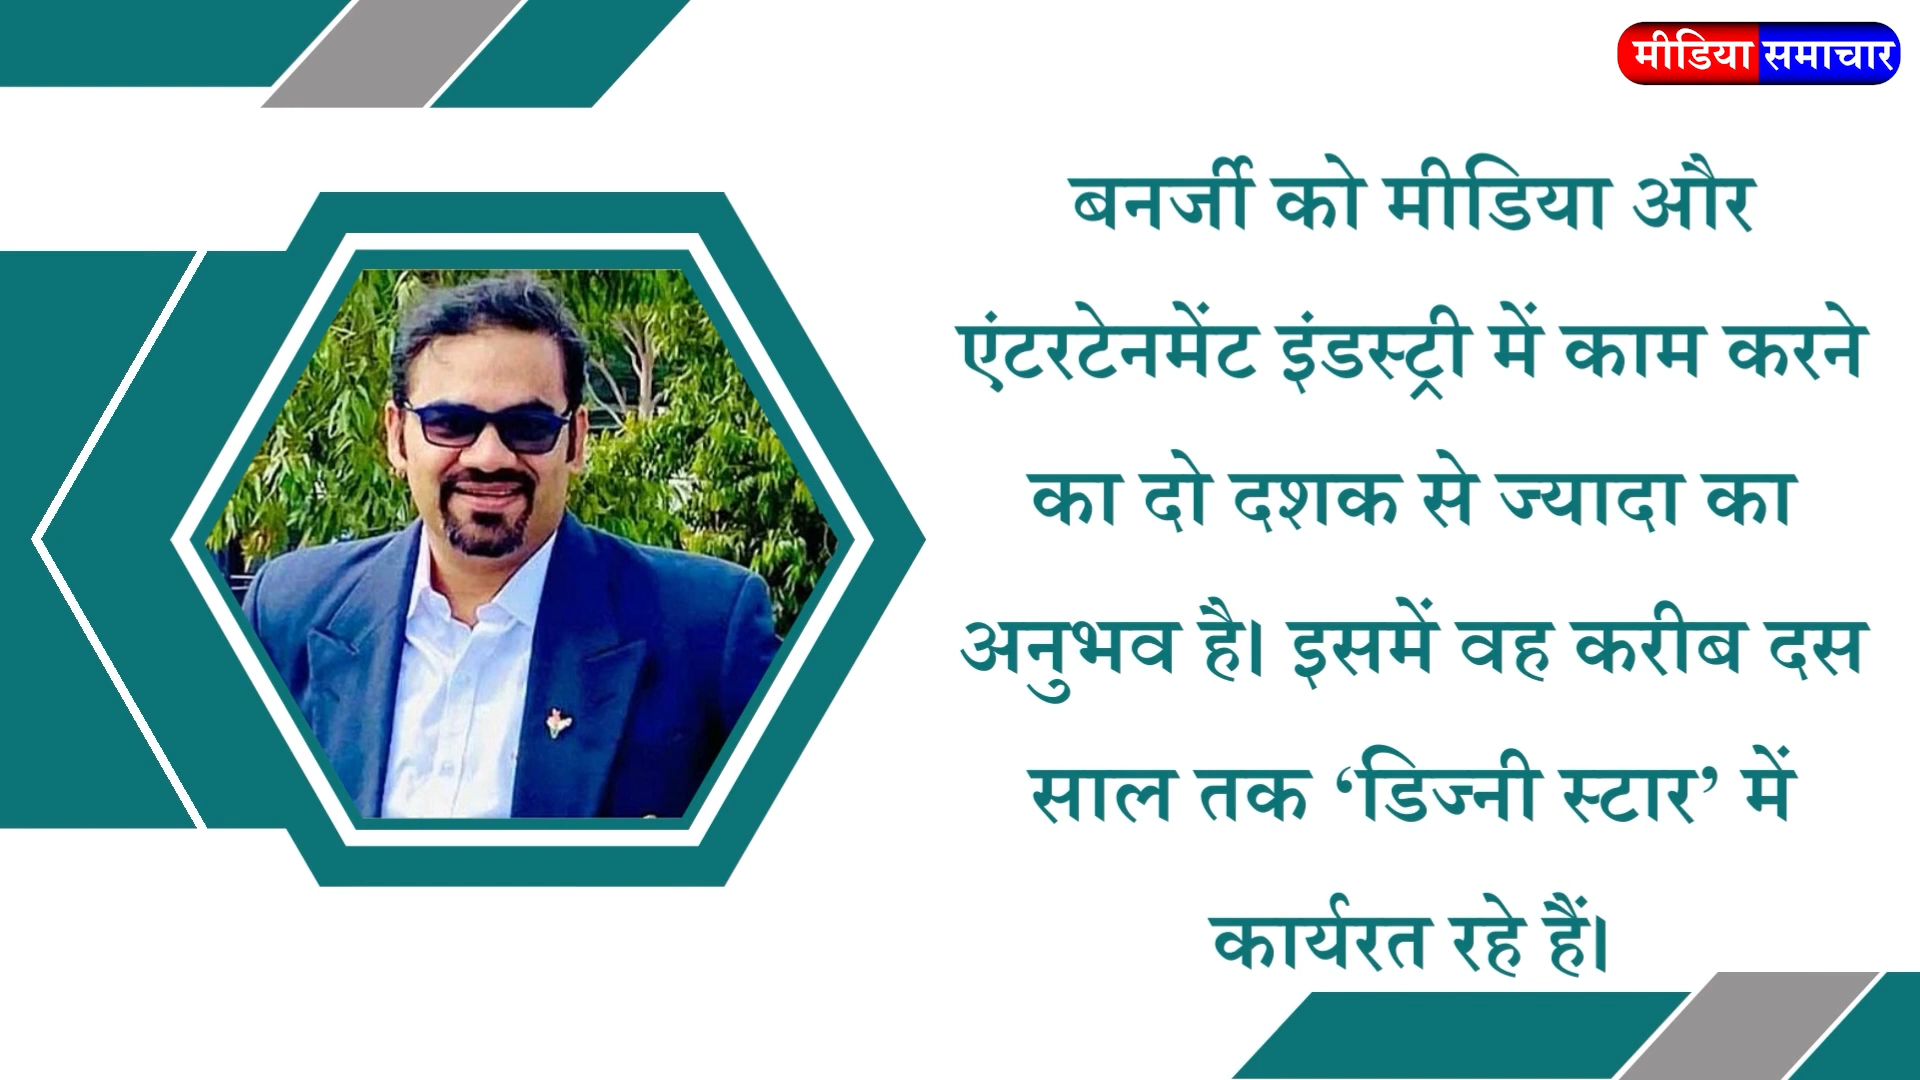 मीडिया समाचार
बनर्जी को मीडिया और
एंटरटेनमेंट इंडस्ट्री में काम करने
का दो दशक से ज्यादा का
अनुभव है। इसमें वह करीब दस
साल तक ‘डिज्नी स्टार’ में
कार्यरत रहे हैं।